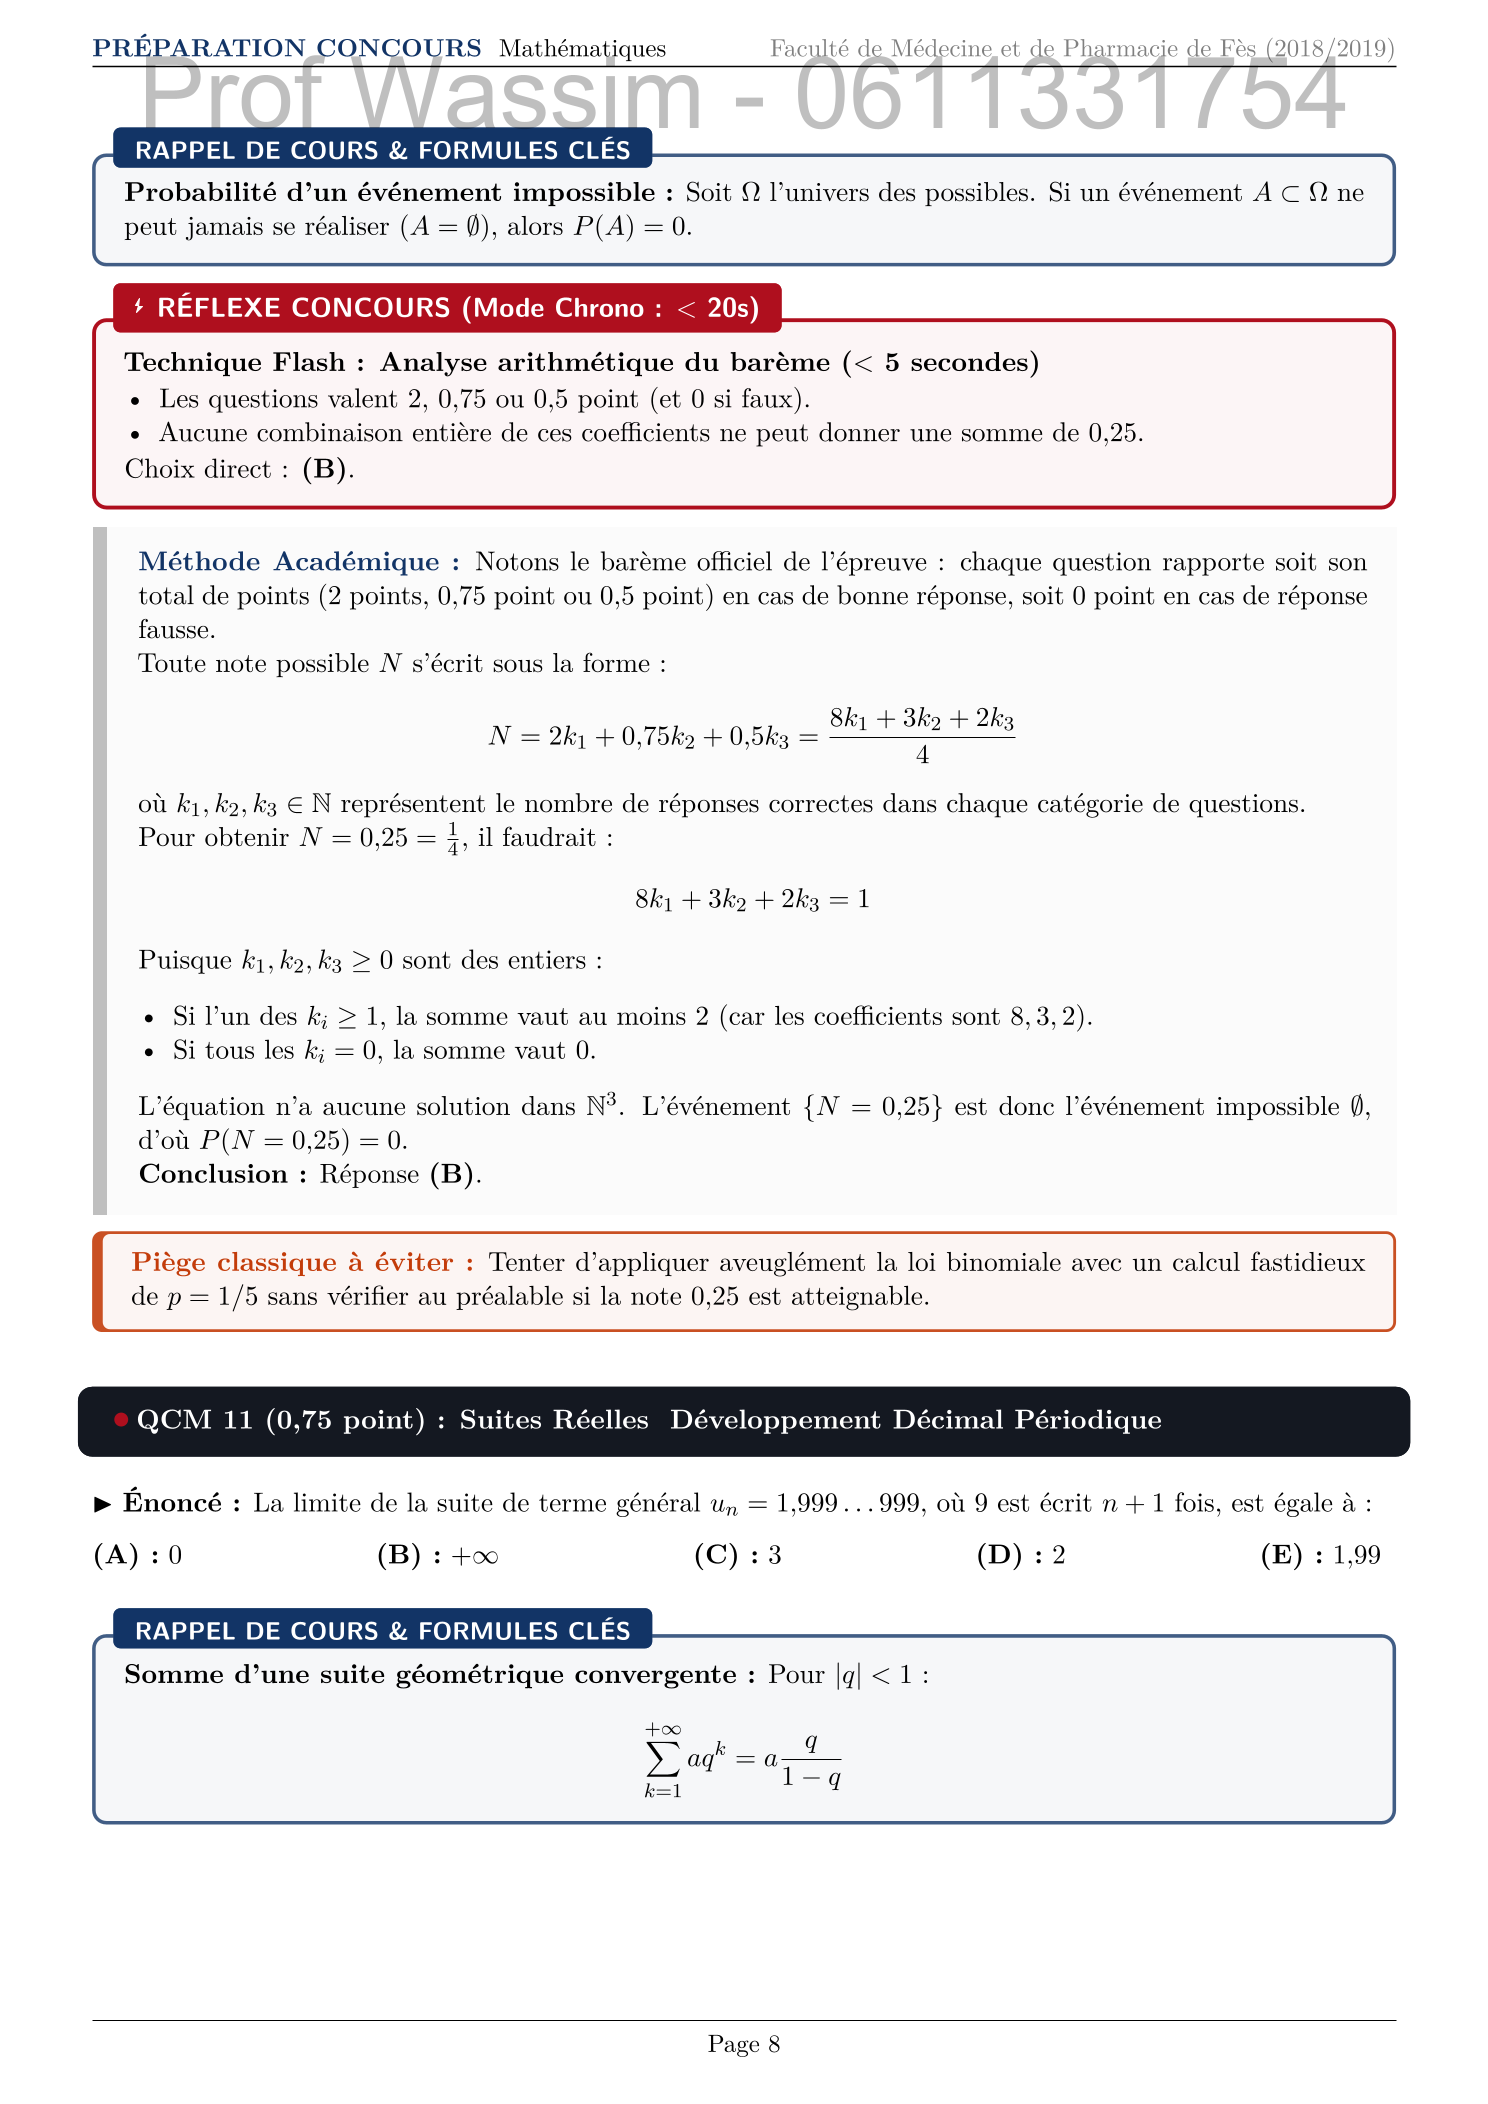 PRÉPARATION CONCOURS Mathématiques Faculté de Médecine et de Pharmacie de Fès (2018/2019)
Prof Wassim - 0611331754
RAPPEL DE COURS & FORMULES CLÉS
Probabilité d'un événement impossible : Soit Ω l'univers des possibles. Si un événement A ⊂ Ω ne
peut jamais se réaliser (A = ∅), alors P(A) = 0.
RÉFLEXE CONCOURS (Mode Chrono : < 20s)
Technique Flash : Analyse arithmétique du barème (< 5 secondes)
• Les questions valent 2, 0,75 ou 0,5 point (et 0 si faux).
• Aucune combinaison entière de ces coefficients ne peut donner une somme de 0,25.
Choix direct : (B).
Méthode Académique : Notons le barème officiel de l'épreuve : chaque question rapporte soit son
total de points (2 points, 0,75 point ou 0,5 point) en cas de bonne réponse, soit 0 point en cas de réponse
fausse.
Toute note possible N s'écrit sous la forme :
N = 2k₁ + 0,75k₂ + 0,5k₃ = (8k₁ + 3k₂ + 2k₃)/4
où k₁, k₂, k₃ ∈ ℕ représentent le nombre de réponses correctes dans chaque catégorie de questions.
Pour obtenir N = 0,25 = 1/4, il faudrait :
8k₁ + 3k₂ + 2k₃ = 1
Puisque k₁, k₂, k₃ ≥ 0 sont des entiers :
• Si l'un des kᵢ ≥ 1, la somme vaut au moins 2 (car les coefficients sont 8, 3, 2).
• Si tous les kᵢ = 0, la somme vaut 0.
L'équation n'a aucune solution dans ℕ³. L'événement {N = 0,25} est donc l'événement impossible ∅,
d'où P(N = 0,25) = 0.
Conclusion : Réponse (B).
Piège classique à éviter : Tenter d'appliquer aveuglément la loi binomiale avec un calcul fastidieux
de p = 1/5 sans vérifier au préalable si la note 0,25 est atteignable.
• QCM 11 (0,75 point) : Suites Réelles Développement Décimal Périodique
▶ Énoncé : La limite de la suite de terme général uₙ = 1,999 . . . 999, où 9 est écrit n + 1 fois, est égale à :
(A) : 0 (B) : +∞ (C) : 3 (D) : 2 (E) : 1,99
RAPPEL DE COURS & FORMULES CLÉS
Somme d'une suite géométrique convergente : Pour |q| < 1 :
+∞
∑ aqᵏ = a q/(1 − q)
k=1
Page 8